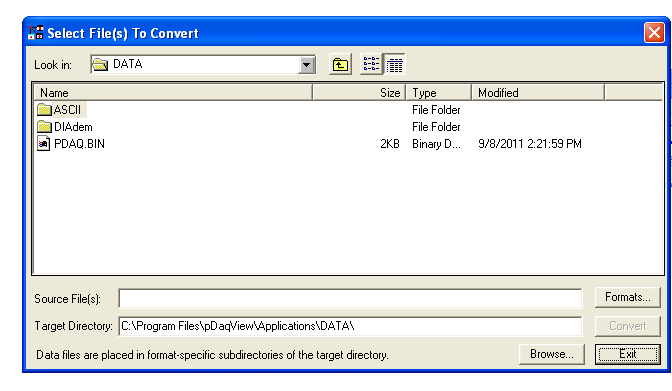 Select File(s) To Convert
Look in: DATA
Name Size Type Modified
ASCII File Folder
DIAdem File Folder
PDAQ.BIN 2KB Binary D... 9/8/2011 2:21:59 PM
Source File(s): Formats...
Target Directory: C:\Program Files\pDaqView\Applications\DATA\ Convert
Data files are placed in format-specific subdirectories of the target directory. Browse... Exit